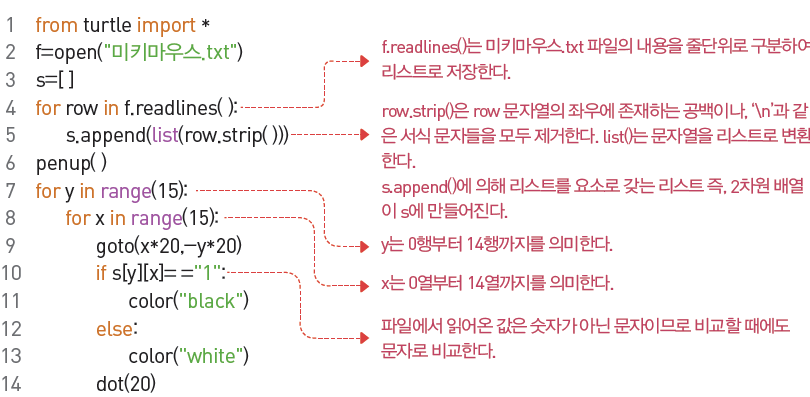 1 from turtle import *
2 f=open("미키마우스.txt")
3 s=[ ]
4 for row in f.readlines( ):
5 s.append(list(row.strip( )))
6 penup( )
7 for y in range(15):
8 for x in range(15):
9 goto(x*20,-y*20)
10 if s[y][x]= ="1":
11 color("black")
12 else:
13 color("white")
14 dot(20)
f.readlines()는 미키마우스.txt 파일의 내용을 줄단위로 구분하여
리스트로 저장한다.
row.strip()은 row 문자열의 좌우에 존재하는 공백이나, '\n'과 같
은 서식 문자들을 모두 제거한다. list()는 문자열을 리스트로 변환
한다.
s.append()에 의해 리스트를 요소로 갖는 리스트 즉, 2차원 배열
이 s에 만들어진다.
y는 0행부터 14행까지를 의미한다.
x는 0열부터 14열까지를 의미한다.
파일에서 읽어온 값은 숫자가 아닌 문자이므로 비교할 때에도
문자로 비교한다.